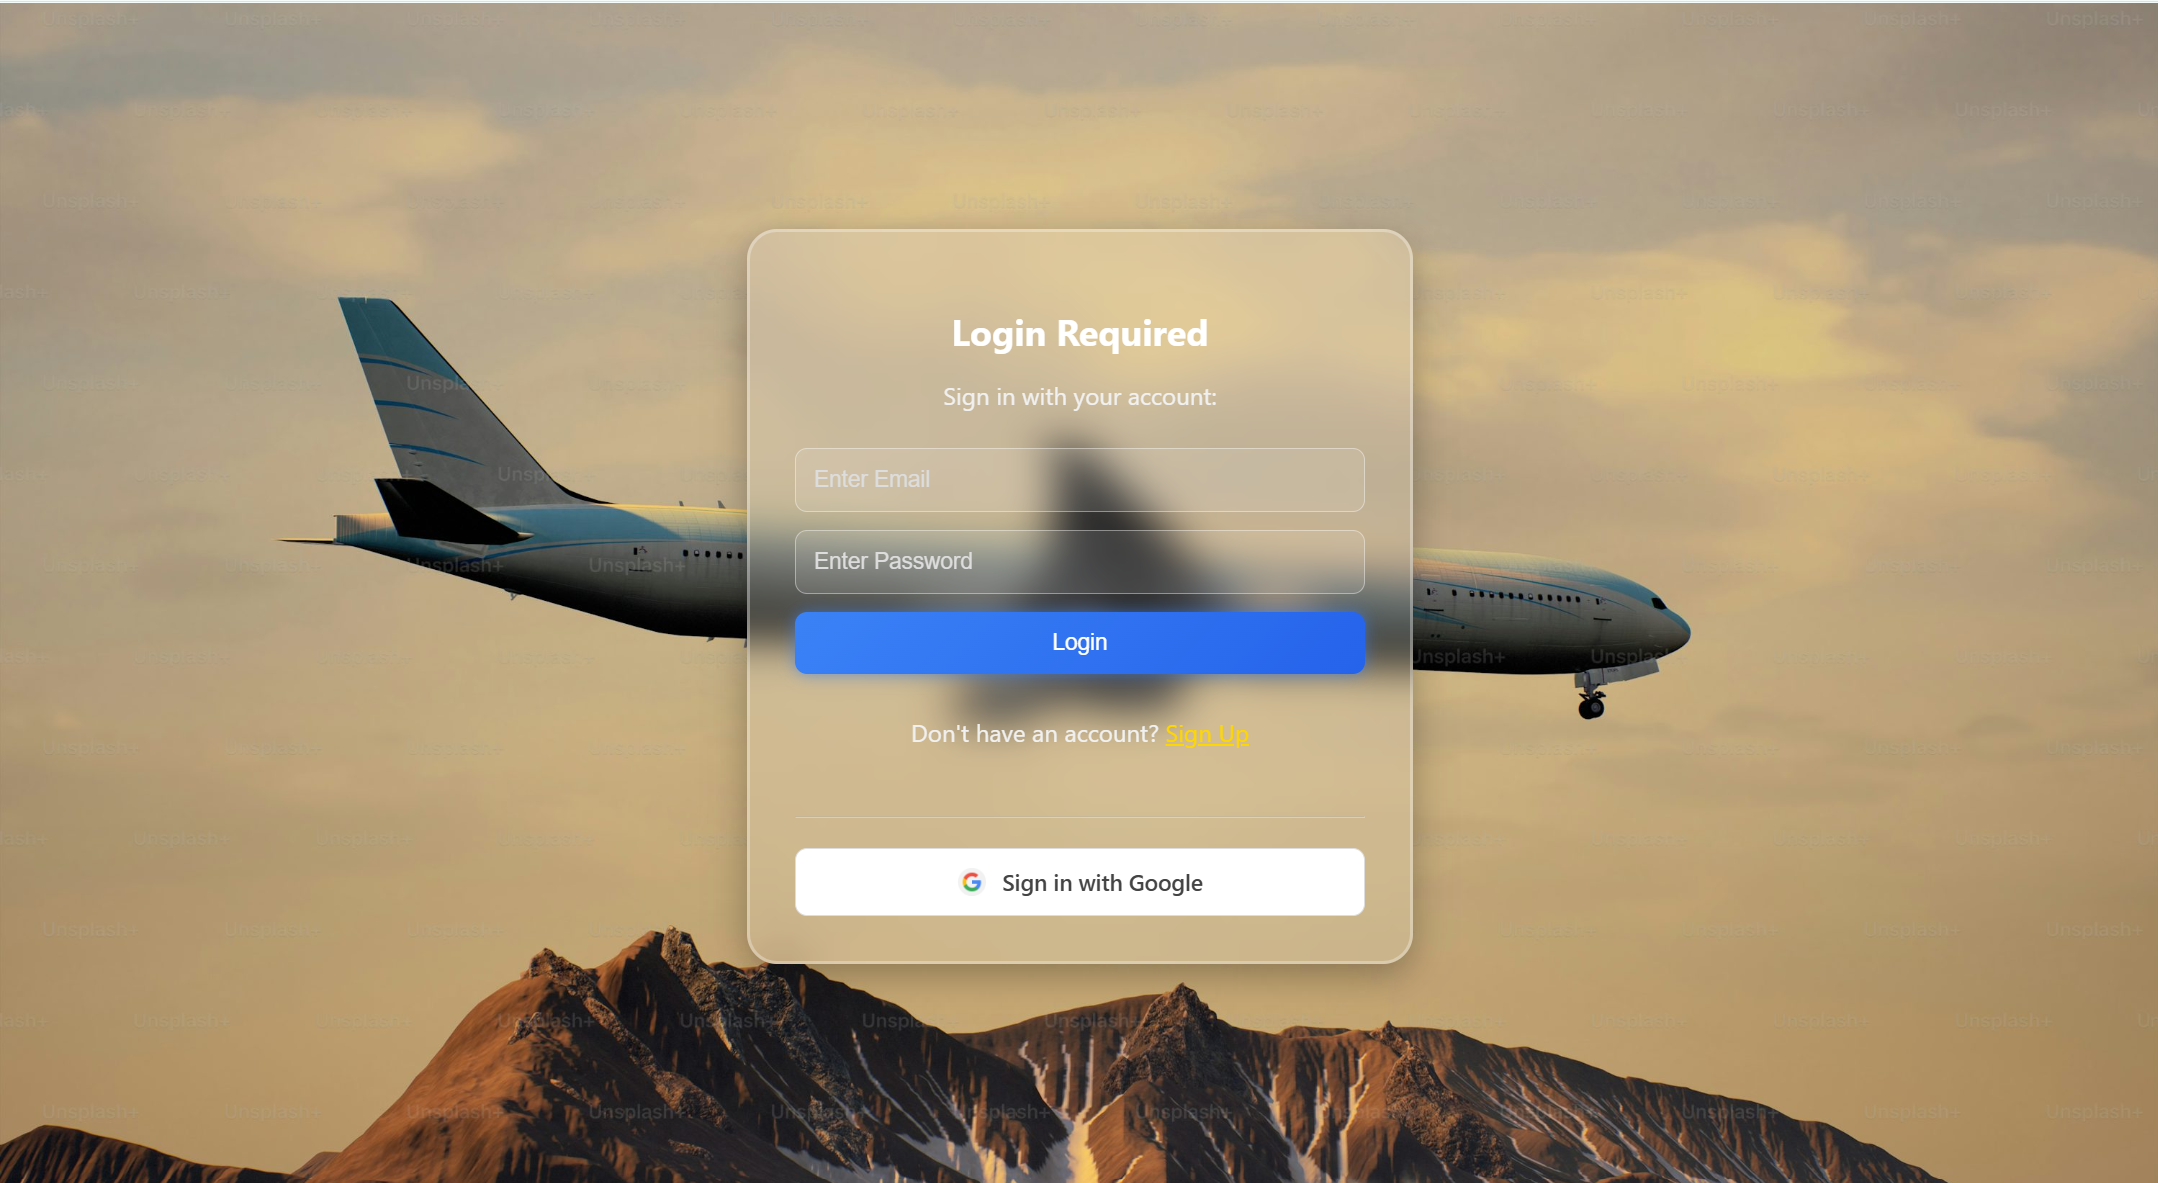 Login Required
Sign in with your account:
Enter Email
Enter Password
Login
Don't have an account? Sign Up
Sign in with Google
Unsplash+